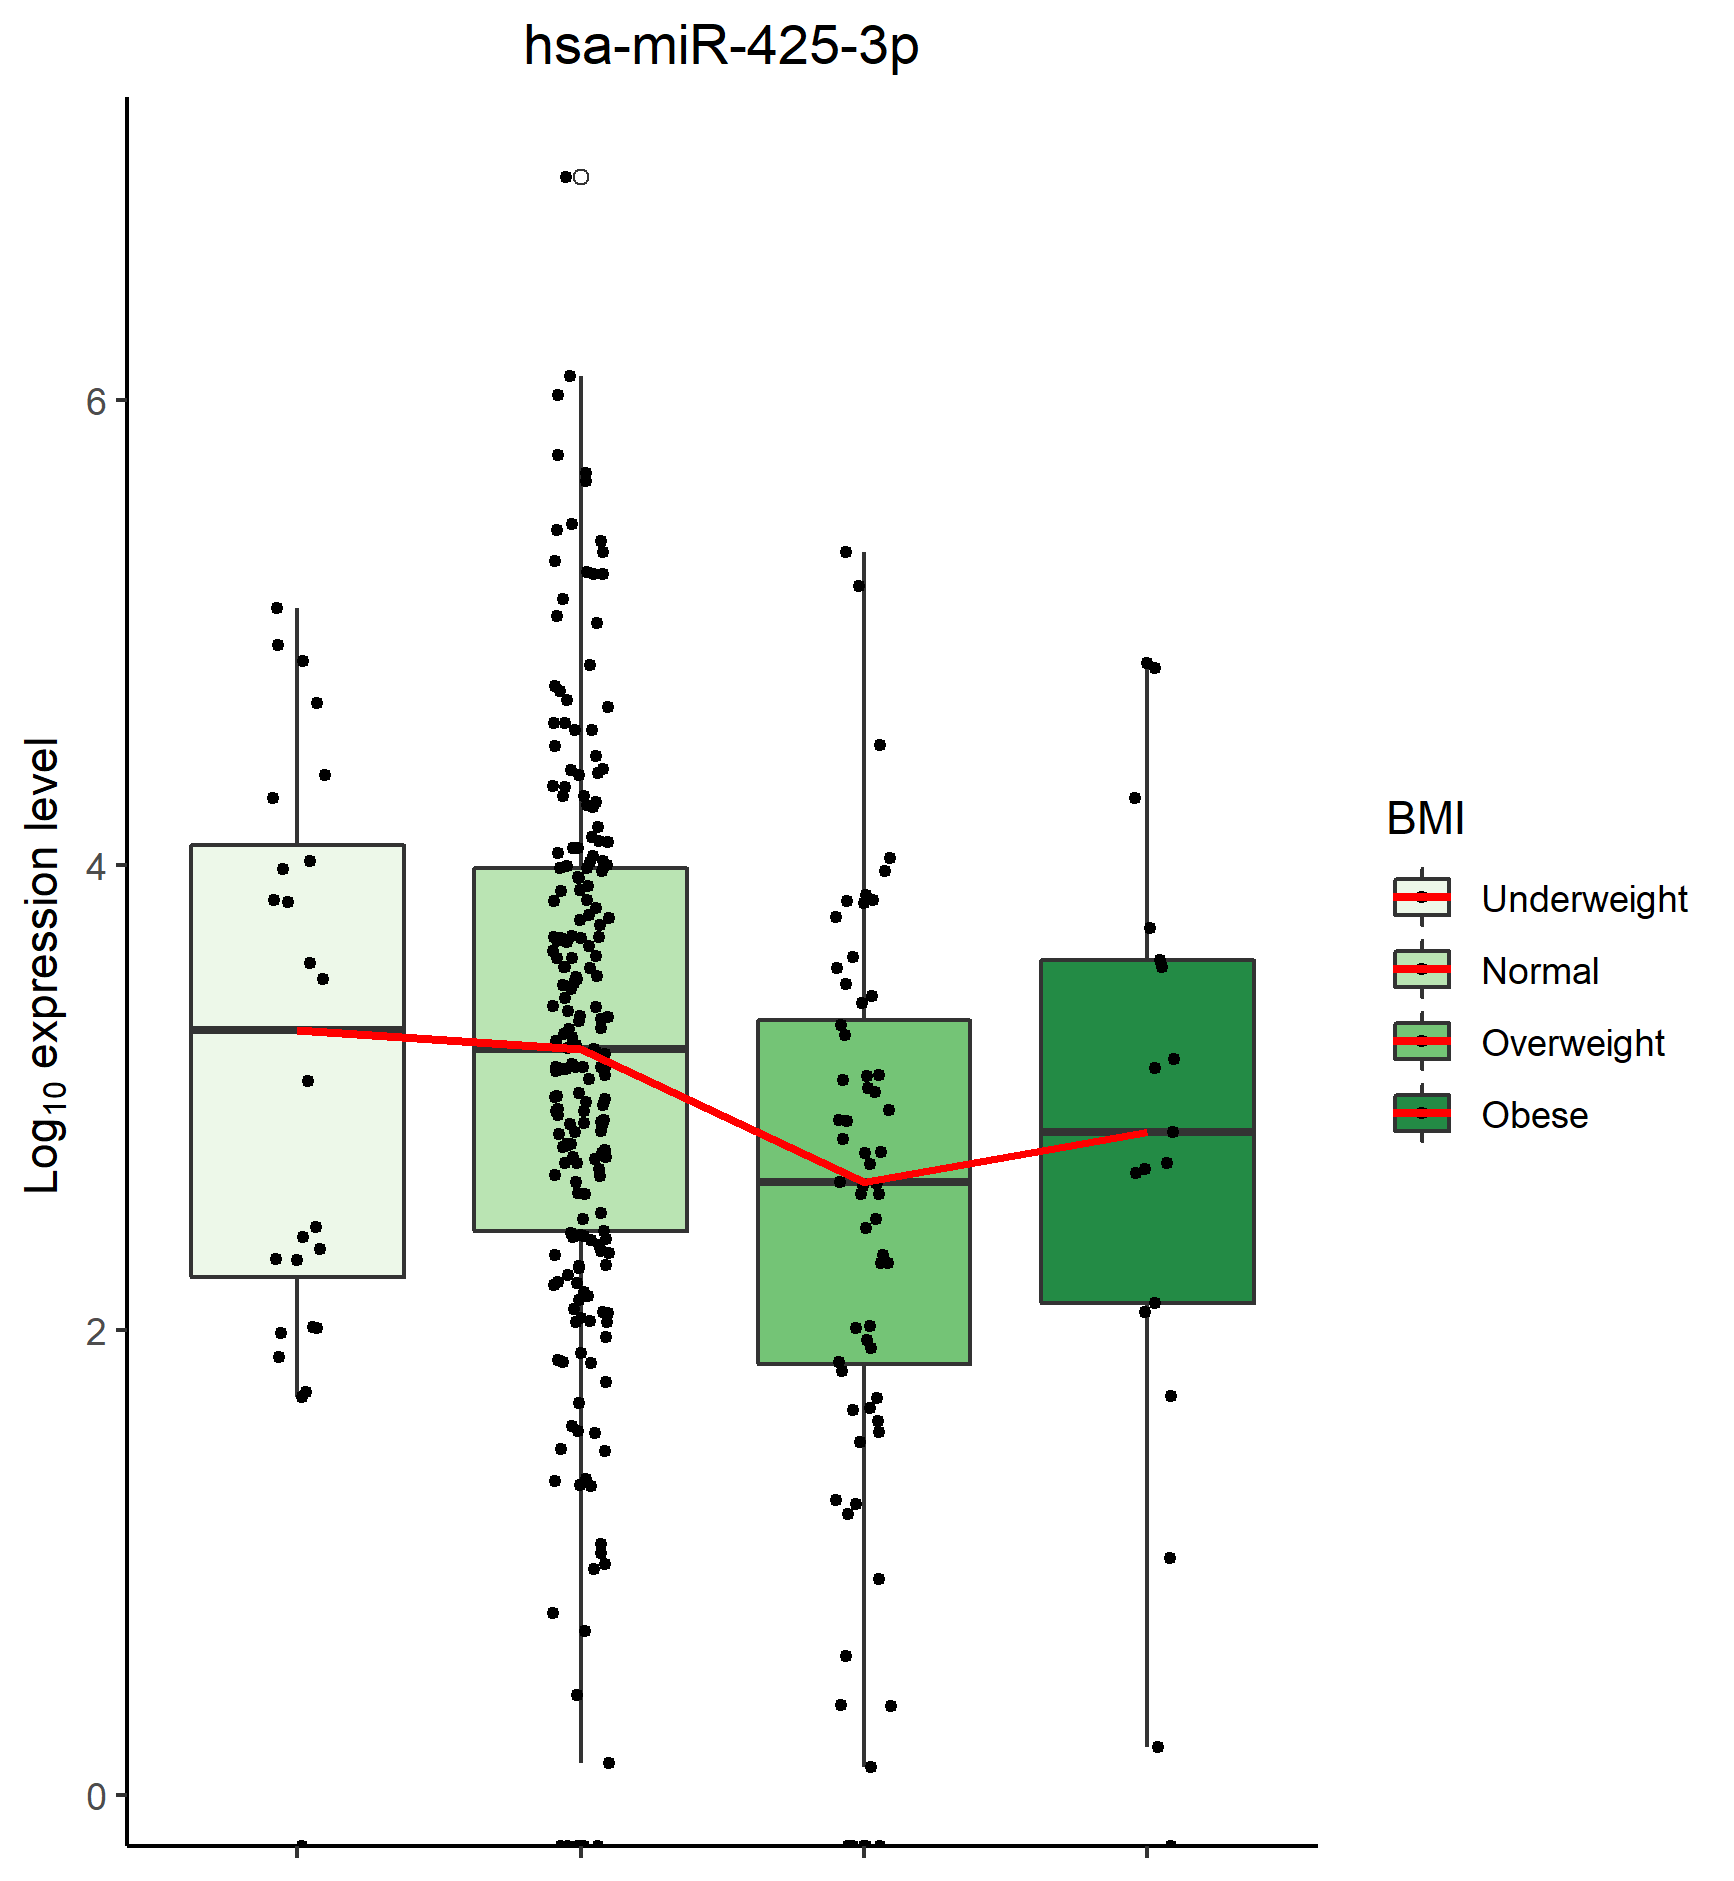 hsa-miR-425-3p
Log10 expression level
6
4
2
0
BMI
Underweight
Normal
Overweight
Obese